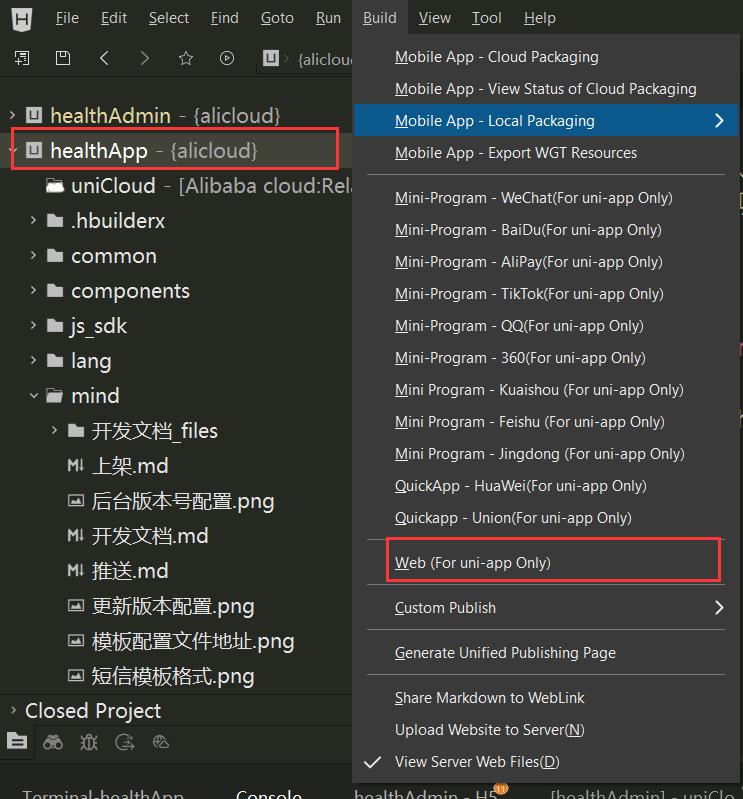 H File Edit Select Find Goto Run Build View Tool Help
U {alicloud
U healthAdmin - {alicloud}
U healthApp - {alicloud}
uniCloud - [Alibaba cloud:Rela
.hbuilderx
common
components
js_sdk
lang
mind
开发文档_files
M↓ 上架.md
后台版本号配置.png
M↓ 开发文档.md
M↓ 推送.md
更新版本配置.png
模板配置文件地址.png
短信模板格式.png
Closed Project
Mobile App - Cloud Packaging
Mobile App - View Status of Cloud Packaging
Mobile App - Local Packaging
Mobile App - Export WGT Resources
Mini-Program - WeChat(For uni-app Only)
Mini-Program - BaiDu(For uni-app Only)
Mini-Program - AliPay(For uni-app Only)
Mini-Program - TikTok(For uni-app Only)
Mini-Program - QQ(For uni-app Only)
Mini-Program - 360(For uni-app Only)
Mini Program - Kuaishou (For uni-app Only)
Mini Program - Feishu (For uni-app Only)
Mini Program - Jingdong (For uni-app Only)
QuickApp - HuaWei(For uni-app Only)
Quickapp - Union(For uni-app Only)
Web (For uni-app Only)
Custom Publish
Generate Unified Publishing Page
Share Markdown to WebLink
Upload Website to Server(N)
View Server Web Files(D)
Terminal-healthApp Console healthAdmin - H5 11 [healthAdmin] - uniClo